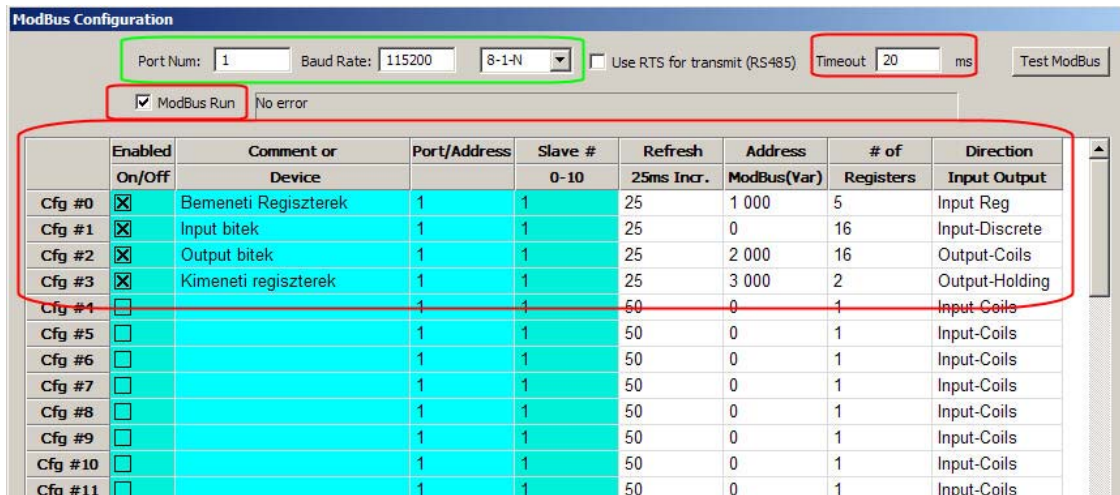 ModBus Configuration
Port Num: 1 Baud Rate: 115200 8-1-N Use RTS for transmit (RS485) Timeout 20 ms Test ModBus
ModBus Run No error
Enabled Comment or Port/Address Slave # Refresh Address # of Direction
On/Off Device 0-10 25ms Incr. ModBus(Var) Registers Input Output
Cfg #0 Bemeneti Regiszterek 1 1 25 1 000 5 Input Reg
Cfg #1 Input bitek 1 1 25 0 16 Input-Discrete
Cfg #2 Output bitek 1 1 25 2 000 16 Output-Coils
Cfg #3 Kimeneti regiszterek 1 1 25 3 000 2 Output-Holding
Cfg #4 1 1 50 0 1 Input-Coils
Cfg #5 1 1 50 0 1 Input-Coils
Cfg #6 1 1 50 0 1 Input-Coils
Cfg #7 1 1 50 0 1 Input-Coils
Cfg #8 1 1 50 0 1 Input-Coils
Cfg #9 1 1 50 0 1 Input-Coils
Cfg #10 1 1 50 0 1 Input-Coils
Cfg #11 1 1 50 0 1 Input-Coils